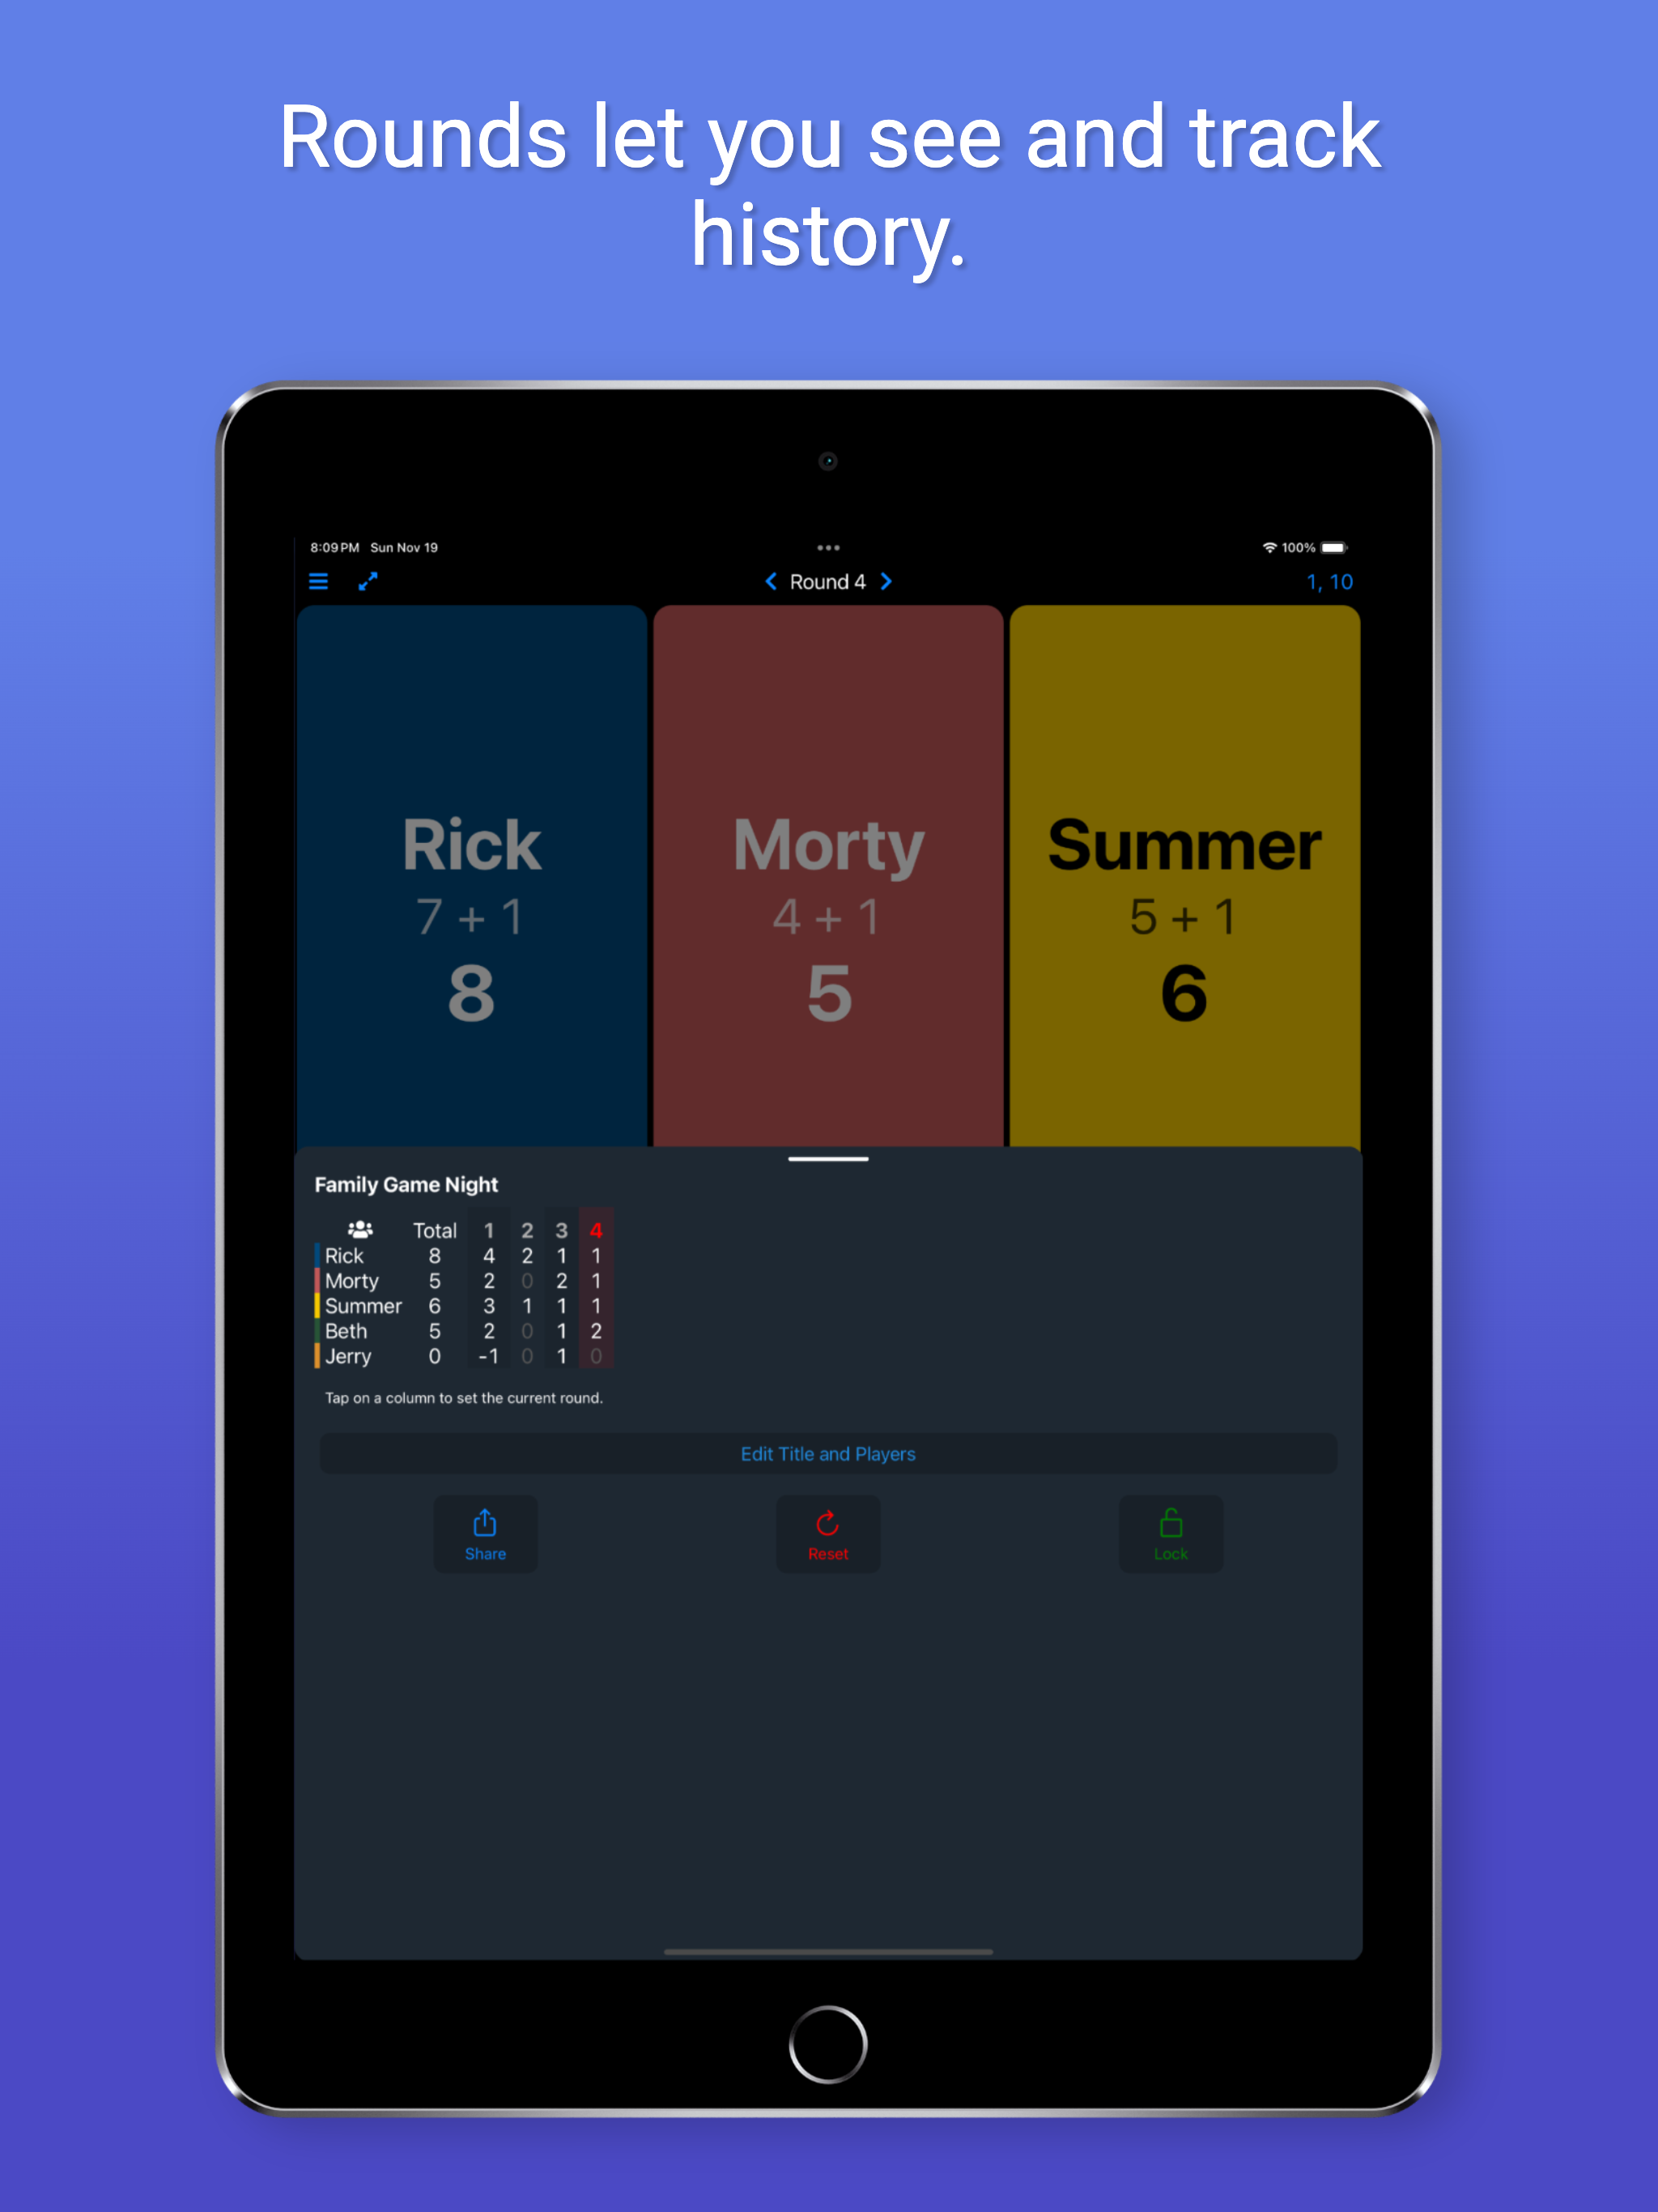 Rounds let you see and track
history.
8:09 PM Sun Nov 19
100%
Round 4
1, 10
Rick
7 + 1
8
Morty
4 + 1
5
Summer
5 + 1
6
Family Game Night
Total 1 2 3 4
Rick 8 4 2 1 1
Morty 5 2 0 2 1
Summer 6 3 1 1 1
Beth 5 2 0 1 2
Jerry 0 -1 0 1 0
Tap on a column to set the current round.
Edit Title and Players
Share
Reset
Lock